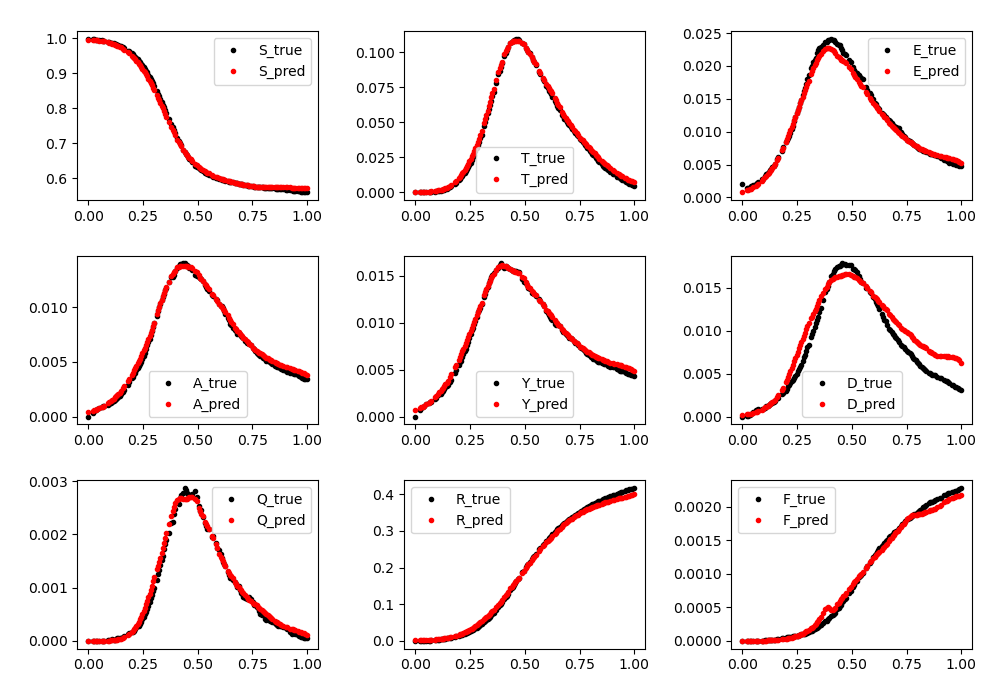 1.0
0.9
0.8
0.7
0.6
0.00 0.25 0.50 0.75 1.00
S_true
S_pred
0.100
0.075
0.050
0.025
0.000
0.00 0.25 0.50 0.75 1.00
T_true
T_pred
0.025
0.020
0.015
0.010
0.005
0.000
0.00 0.25 0.50 0.75 1.00
E_true
E_pred
0.010
0.005
0.000
0.00 0.25 0.50 0.75 1.00
A_true
A_pred
0.015
0.010
0.005
0.000
0.00 0.25 0.50 0.75 1.00
Y_true
Y_pred
0.015
0.010
0.005
0.000
0.00 0.25 0.50 0.75 1.00
D_true
D_pred
0.003
0.002
0.001
0.000
0.00 0.25 0.50 0.75 1.00
Q_true
Q_pred
0.4
0.3
0.2
0.1
0.0
0.00 0.25 0.50 0.75 1.00
R_true
R_pred
0.0020
0.0015
0.0010
0.0005
0.0000
0.00 0.25 0.50 0.75 1.00
F_true
F_pred